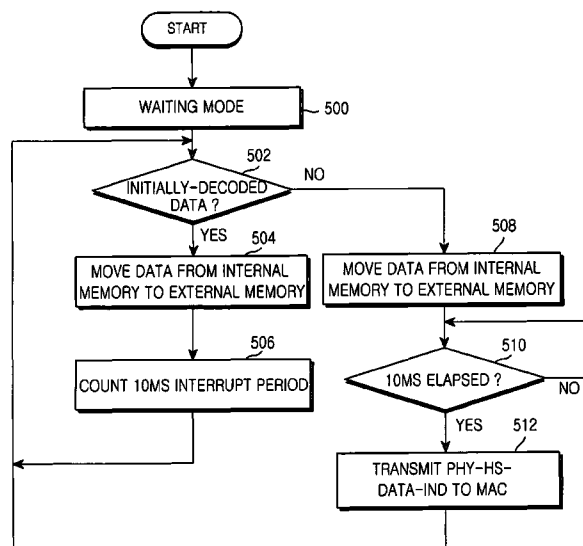 START
WAITING MODE
500
502
INITIALLY-DECODED
DATA ?
NO
YES
504
MOVE DATA FROM INTERNAL
MEMORY TO EXTERNAL MEMORY
506
COUNT 10MS INTERRUPT PERIOD
508
MOVE DATA FROM INTERNAL
MEMORY TO EXTERNAL MEMORY
510
10MS ELAPSED ?
NO
YES
512
TRANSMIT PHY-HS-
DATA-IND TO MAC